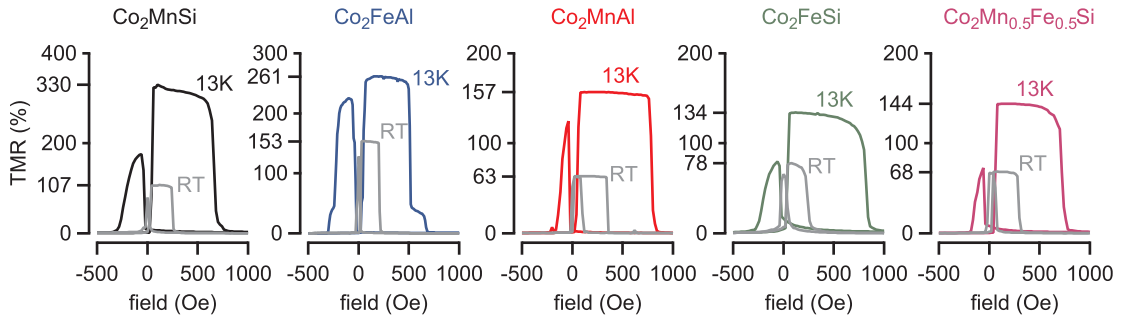 Co₂MnSi
Co₂FeAl
Co₂MnAl
Co₂FeSi
Co₂Mn₀.₅Fe₀.₅Si
TMR (%)
400
330
200
107
0
13K
RT
-500 0 500 1000
field (Oe)
300
261
200
153
100
0
13K
RT
-500 0 500 1000
field (Oe)
200
157
100
63
0
13K
RT
-500 0 500 1000
field (Oe)
200
134
100
78
0
13K
RT
-500 0 500 1000
field (Oe)
200
144
100
68
0
13K
RT
-500 0 500 1000
field (Oe)